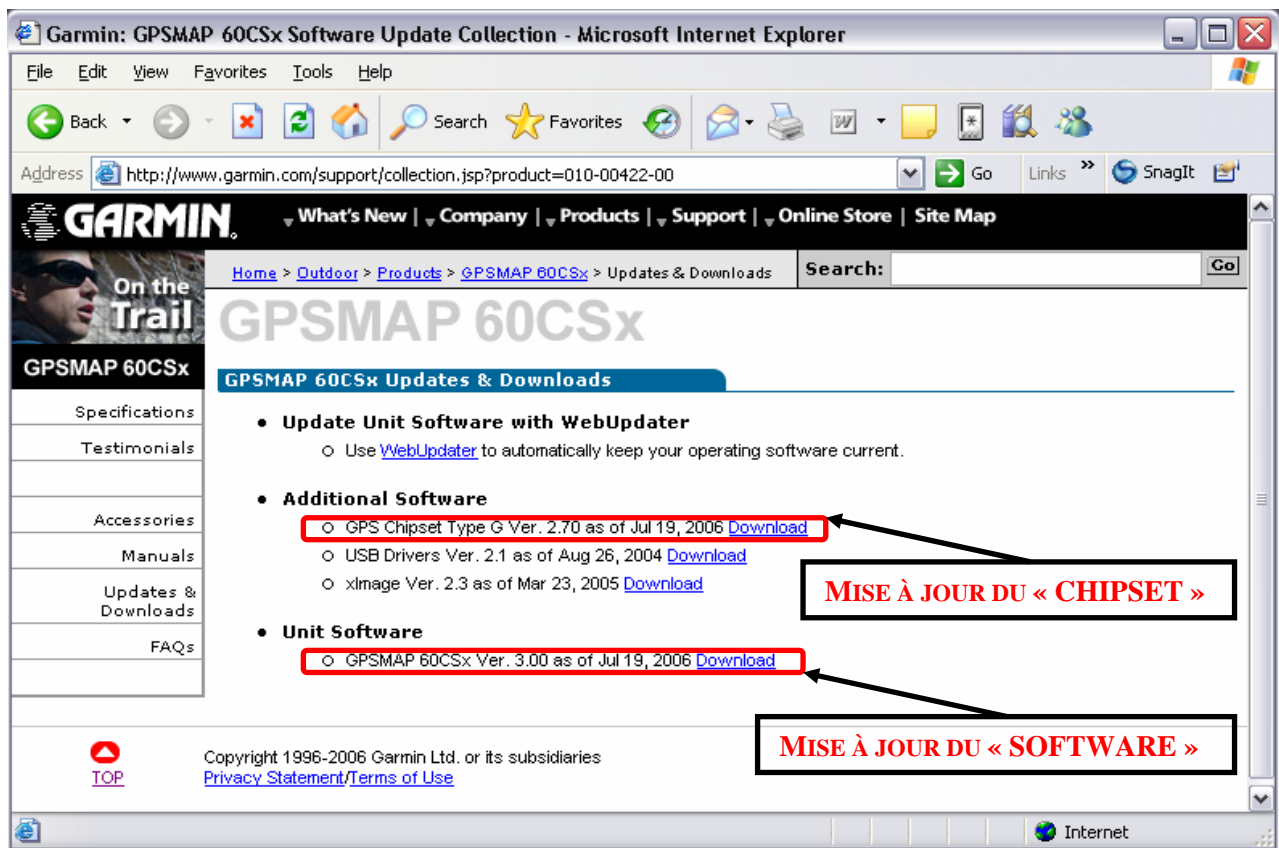 Garmin: GPSMAP 60CSx Software Update Collection - Microsoft Internet Explorer
File Edit View Favorites Tools Help
Back Search Favorites
Address http://www.garmin.com/support/collection.jsp?product=010-00422-00 Go Links » SnagIt
GARMIN. What's New | Company | Products | Support | Online Store | Site Map
On the
Trail
GPSMAP 60CSx
Home > Outdoor > Products > GPSMAP 60CSx > Updates & Downloads Search: Go
GPSMAP 60CSx
GPSMAP 60CSx Updates & Downloads
Specifications
Testimonials
Accessories
Manuals
Updates &
Downloads
FAQs
• Update Unit Software with WebUpdater
o Use WebUpdater to automatically keep your operating software current.
• Additional Software
o GPS Chipset Type G Ver. 2.70 as of Jul 19, 2006 Download
o USB Drivers Ver. 2.1 as of Aug 26, 2004 Download
o xImage Ver. 2.3 as of Mar 23, 2005 Download
MISE À JOUR DU « CHIPSET »
• Unit Software
o GPSMAP 60CSx Ver. 3.00 as of Jul 19, 2006 Download
MISE À JOUR DU « SOFTWARE »
TOP
Copyright 1996-2006 Garmin Ltd. or its subsidiaries
Privacy Statement/Terms of Use
Internet